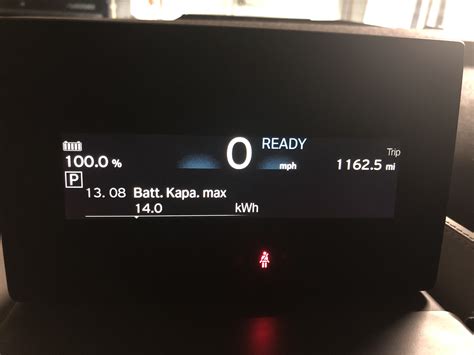 0 READY
mph
100.0 %
Trip
1162.5 mi
P
13. 08 Batt. Kapa. max
14.0 kWh